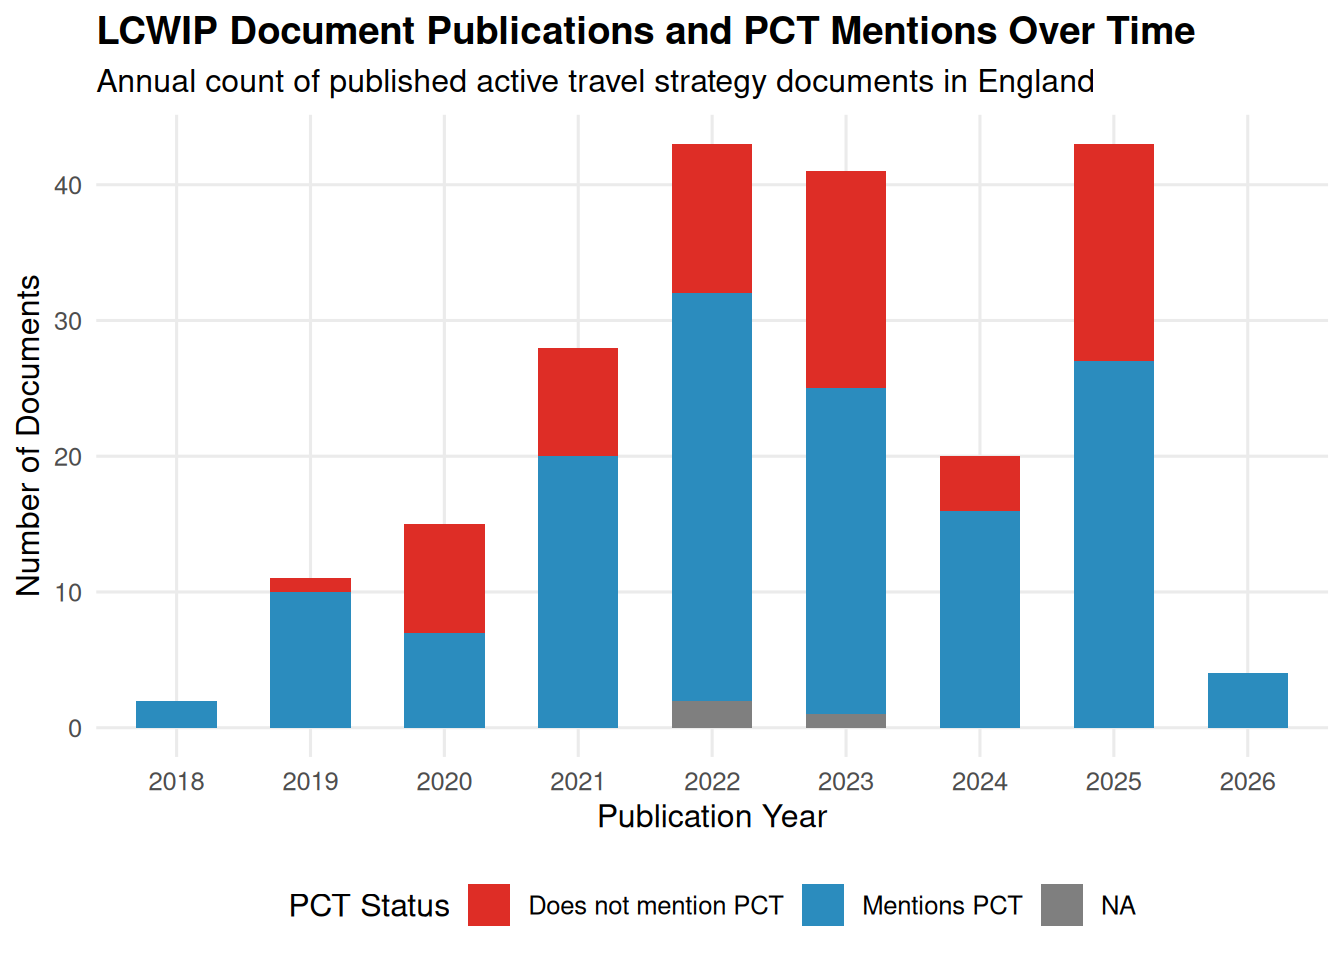 LCWIP Document Publications and PCT Mentions Over Time
Annual count of published active travel strategy documents in England
Number of Documents
40
30
20
10
0
2018 2019 2020 2021 2022 2023 2024 2025 2026
Publication Year
PCT Status Does not mention PCT Mentions PCT NA